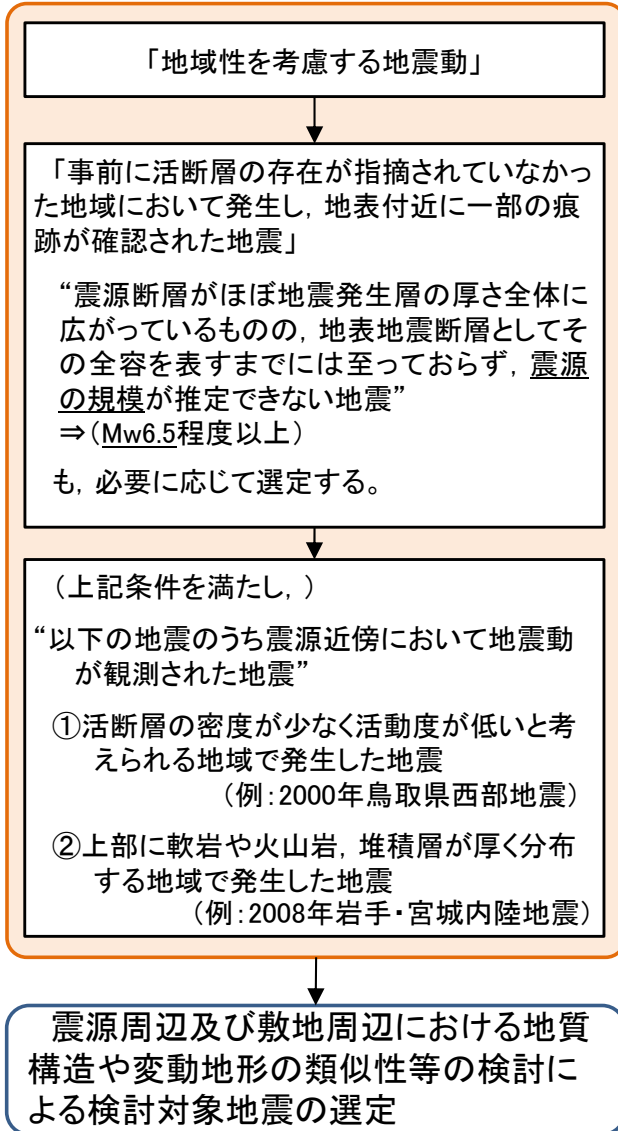 「地域性を考慮する地震動」
「事前に活断層の存在が指摘されていなかっ
た地域において発生し，地表付近に一部の痕
跡が確認された地震」
“震源断層がほぼ地震発生層の厚さ全体に
広がっているものの，地表地震断層としてそ
の全容を表すまでには至っておらず，震源
の規模が推定できない地震”
⇒（Mw6.5程度以上）
も，必要に応じて選定する。
（上記条件を満たし，）
“以下の地震のうち震源近傍において地震動
が観測された地震”
①活断層の密度が少なく活動度が低いと考
えられる地域で発生した地震
（例：2000年鳥取県西部地震）
②上部に軟岩や火山岩，堆積層が厚く分布
する地域で発生した地震
（例：2008年岩手・宮城内陸地震）
震源周辺及び敷地周辺における地質
構造や変動地形の類似性等の検討に
よる検討対象地震の選定